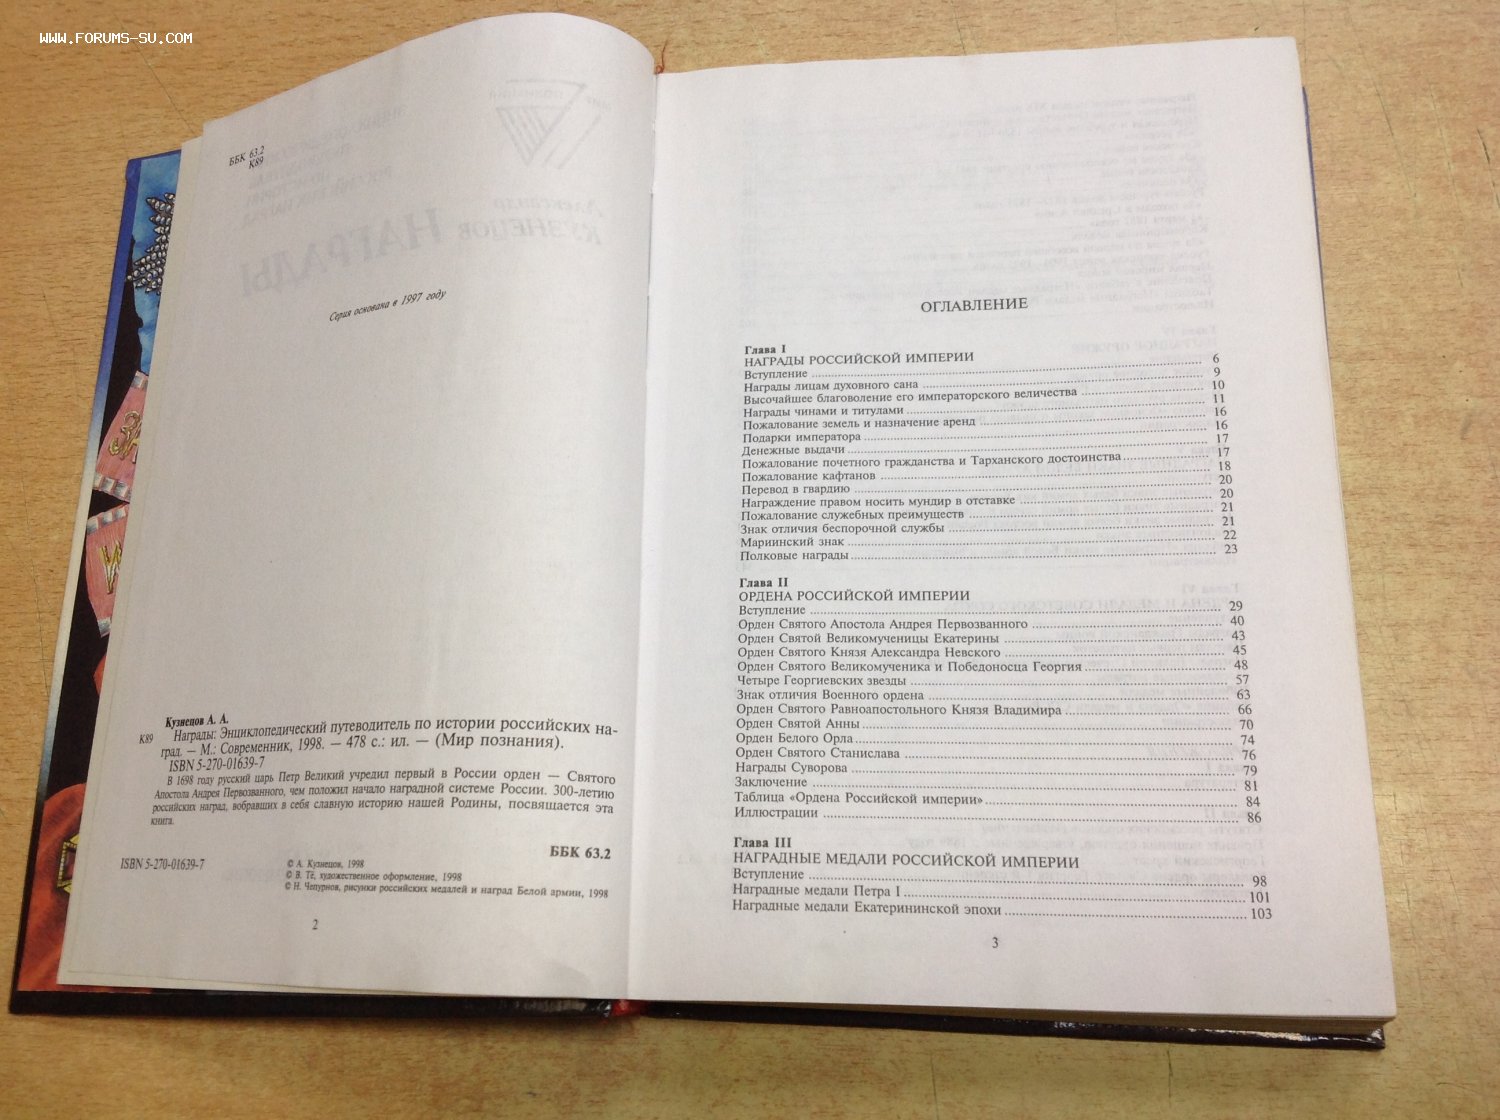 WWW.FORUMS-SU.COM
ББК 63.2
К89
Серия основана в 1997 году
Кузнецов А. А.
К89 Награды: Энциклопедический путеводитель по истории российских на-
град. — М.: Современник, 1998. — 478 с.: ил. — (Мир познания).
ISBN 5-270-01639-7
В 1698 году русский царь Петр Великий учредил первый в России орден — Святого
Апостола Андрея Первозванного, чем положил начало наградной системе России. 300-летию
российских наград, вобравших в себя славную историю нашей Родины, посвящается эта
книга.
ББК 63.2
ISBN 5-270-01639-7
© А. Кузнецов, 1998
© В. Тё, художественное оформление, 1998
© Н. Чепурнов, рисунки российских медалей и наград Белой армии, 1998
2
ОГЛАВЛЕНИЕ
Глава I
НАГРАДЫ РОССИЙСКОЙ ИМПЕРИИ
Вступление ... 6
Награды лицам духовного сана ... 9
Высочайшее благоволение его императорского величества ... 10
Награды чинами и титулами ... 11
Пожалование земель и назначение аренд ... 16
Подарки императора ... 16
Денежные выдачи ... 17
Пожалование почетного гражданства и Тарханского достоинства ... 17
Пожалование кафтанов ... 18
Перевод в гвардию ... 20
Награждение правом носить мундир в отставке ... 20
Пожалование служебных преимуществ ... 21
Знак отличия беспорочной службы ... 21
Мариинский знак ... 22
Полковые награды ... 23
Глава II
ОРДЕНА РОССИЙСКОЙ ИМПЕРИИ
Вступление ... 29
Орден Святого Апостола Андрея Первозванного ... 40
Орден Святой Великомученицы Екатерины ... 43
Орден Святого Князя Александра Невского ... 45
Орден Святого Великомученика и Победоносца Георгия ... 48
Четыре Георгиевских звезды ... 57
Знак отличия Военного ордена ... 63
Орден Святого Равноапостольного Князя Владимира ... 66
Орден Святой Анны ... 70
Орден Белого Орла ... 74
Орден Святого Станислава ... 76
Награды Суворова ... 79
Заключение ... 81
Таблица «Ордена Российской империи» ... 84
Иллюстрации ... 86
Глава III
НАГРАДНЫЕ МЕДАЛИ РОССИЙСКОЙ ИМПЕРИИ
Вступление ... 98
Наградные медали Петра I ... 101
Наградные медали Екатерининской эпохи ... 103
3